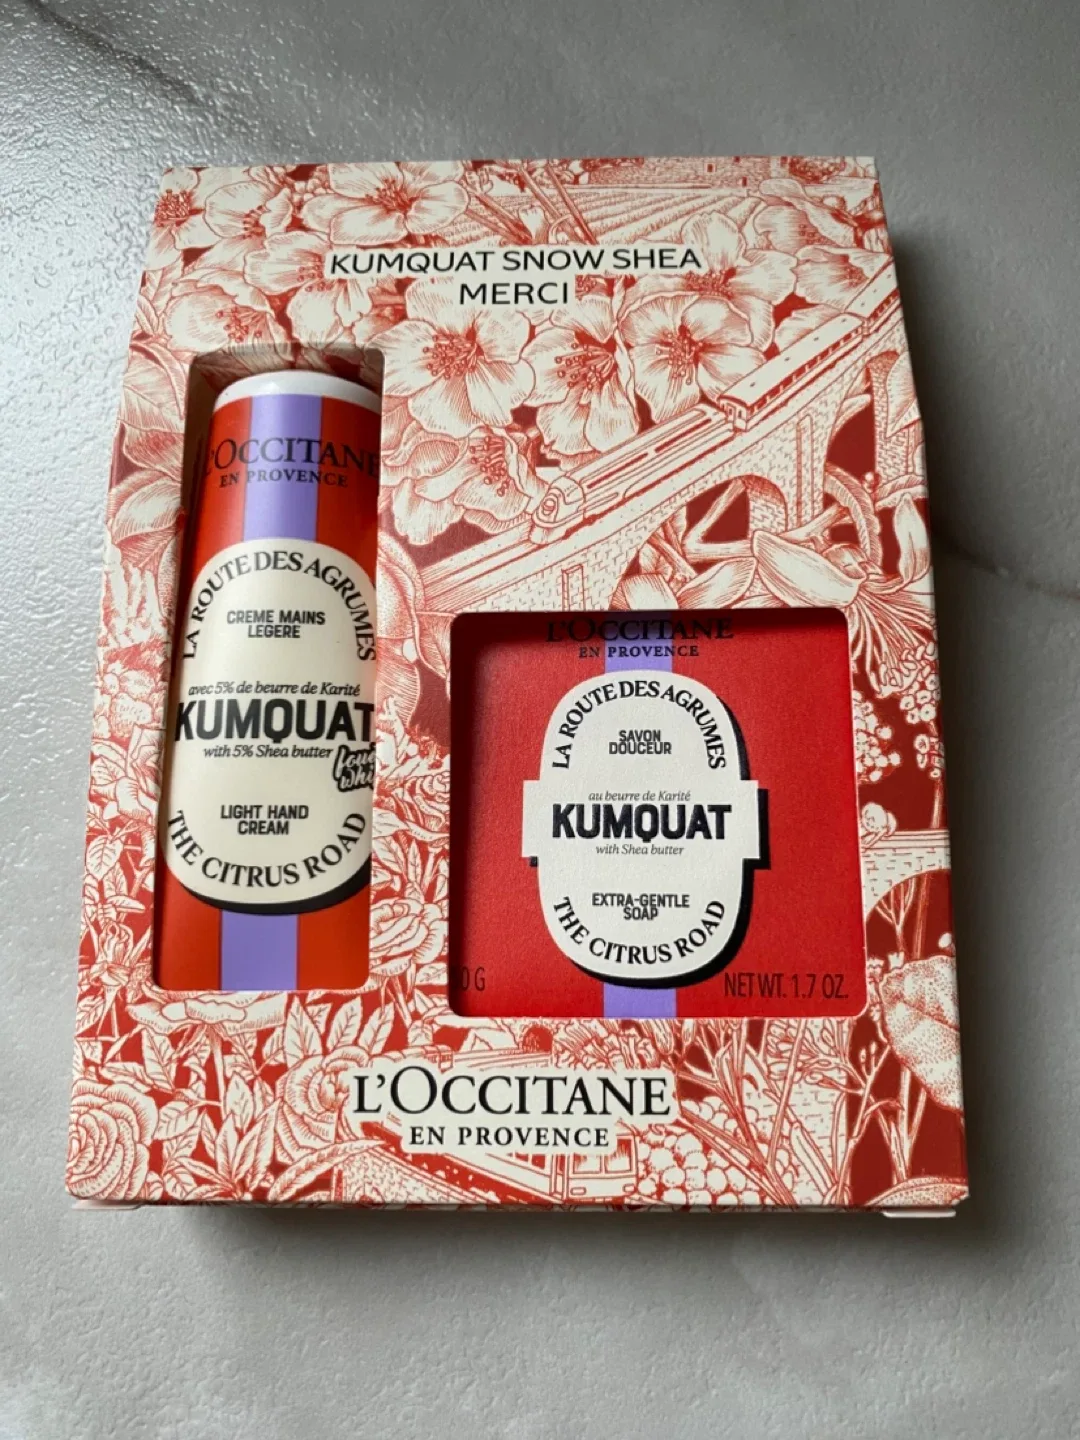 KUMQUAT SNOW SHEA
MERCI
L'OCCITANE
EN PROVENCE
LA ROUTE DES AGRUMES
CREME MAINS
LEGERE
avec 5% de beurre de Karité
KUMQUAT
with 5% Shea butter
LIGHT HAND
CREAM
THE CITRUS ROAD
L'OCCITANE
EN PROVENCE
LA ROUTE DES AGRUMES
SAVON
DOUCEUR
au beurre de Karité
KUMQUAT
with Shea butter
EXTRA-GENTLE
SOAP
THE CITRUS ROAD
0 G
NET WT. 1.7 OZ.
L'OCCITANE
EN PROVENCE